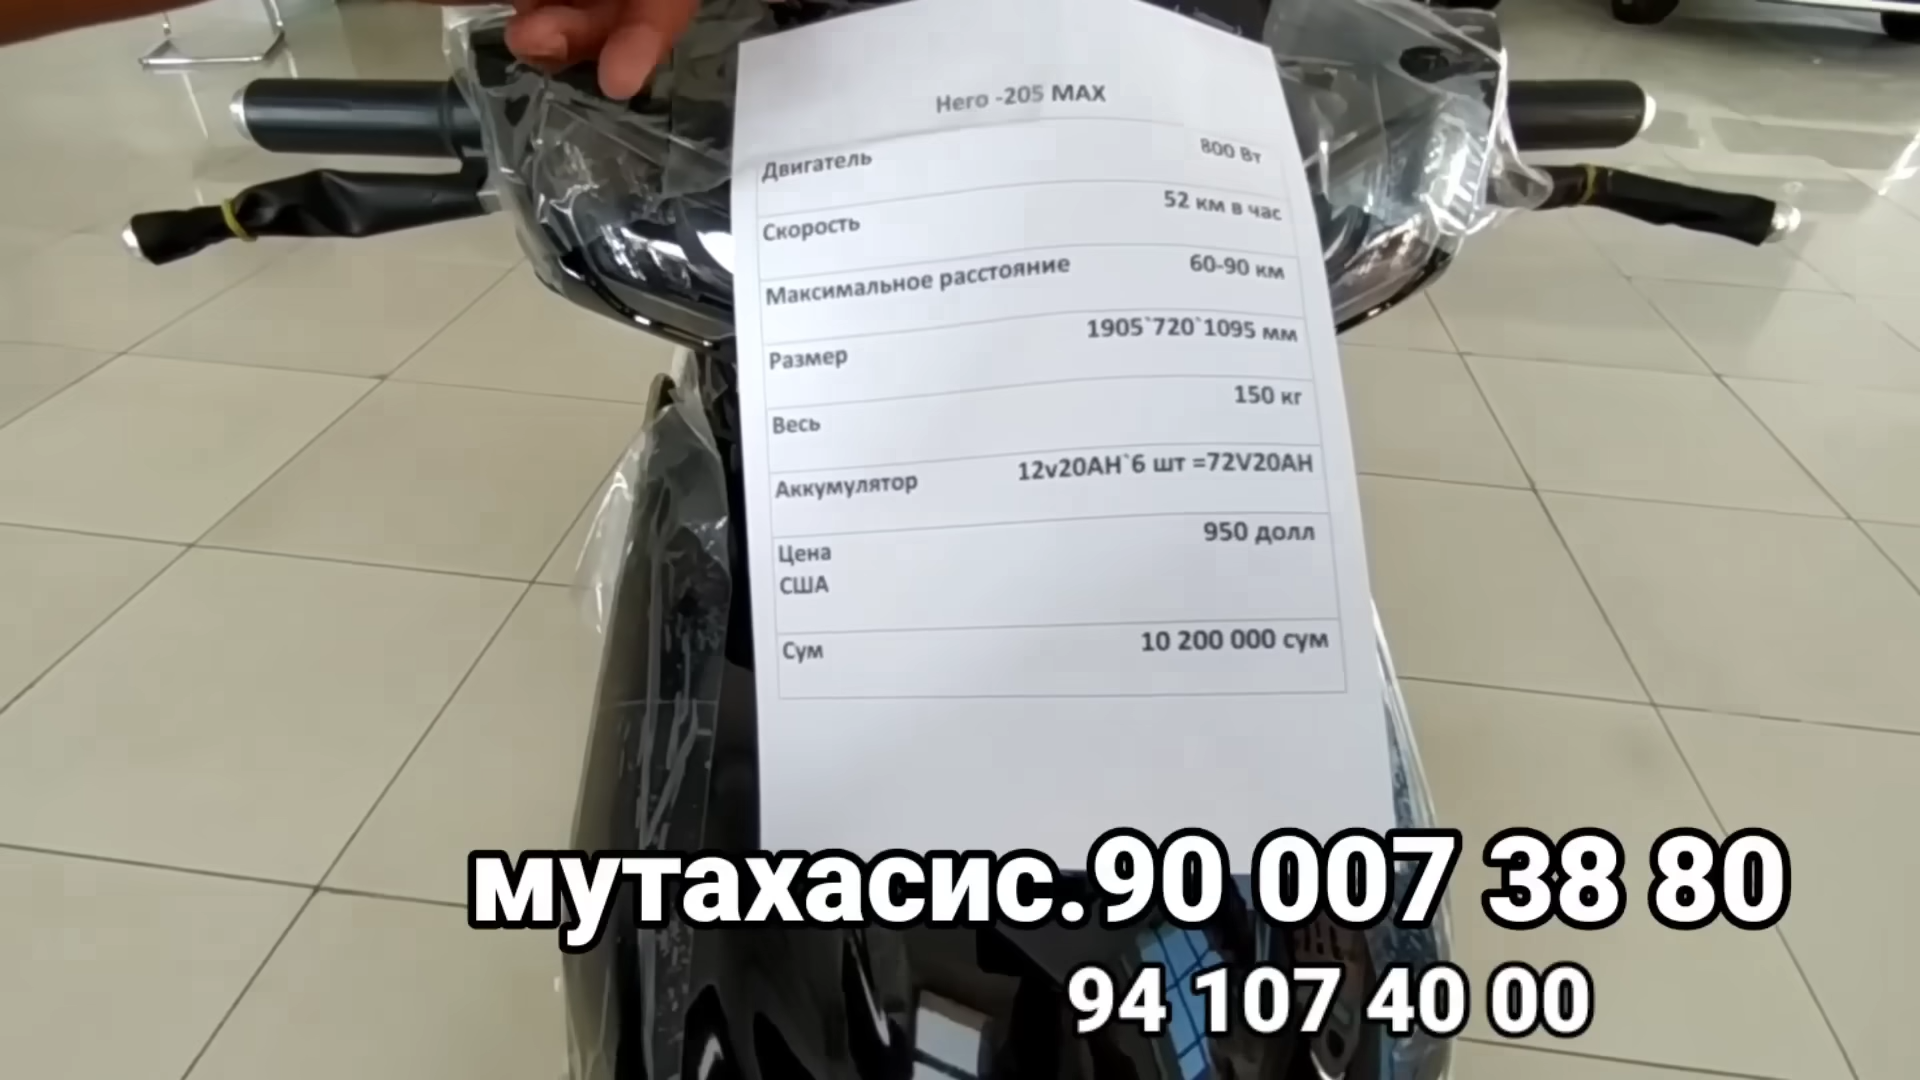 Hero -205 MAX
Двигатель 800 Вт
Скорость 52 км в час
Максимальное расстояние 60-90 км
Размер 1905`720`1095 мм
Весь 150 кг
Аккумулятор 12v20AH`6 шт =72V20AH
Цена 950 долл
США
Сум 10 200 000 сум
мутахасис.90 007 38 80
94 107 40 00